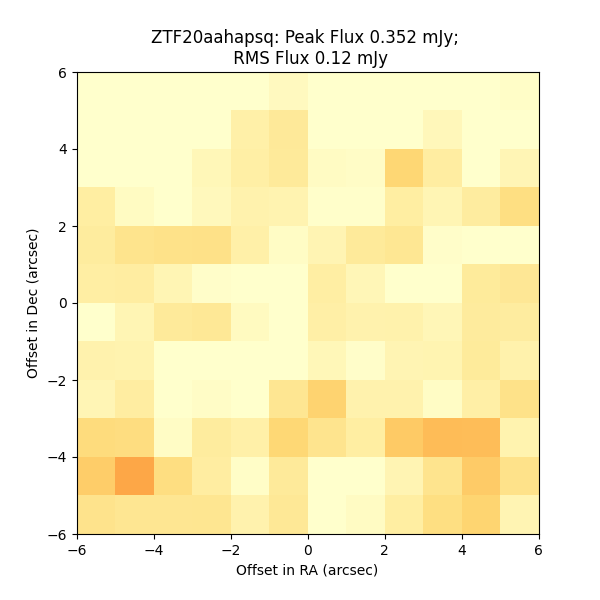 ZTF20aahapsq: Peak Flux 0.352 mJy;
RMS Flux 0.12 mJy
6
4
2
0
−2
−4
−6
Offset in Dec (arcsec)
−6 −4 −2 0 2 4 6
Offset in RA (arcsec)